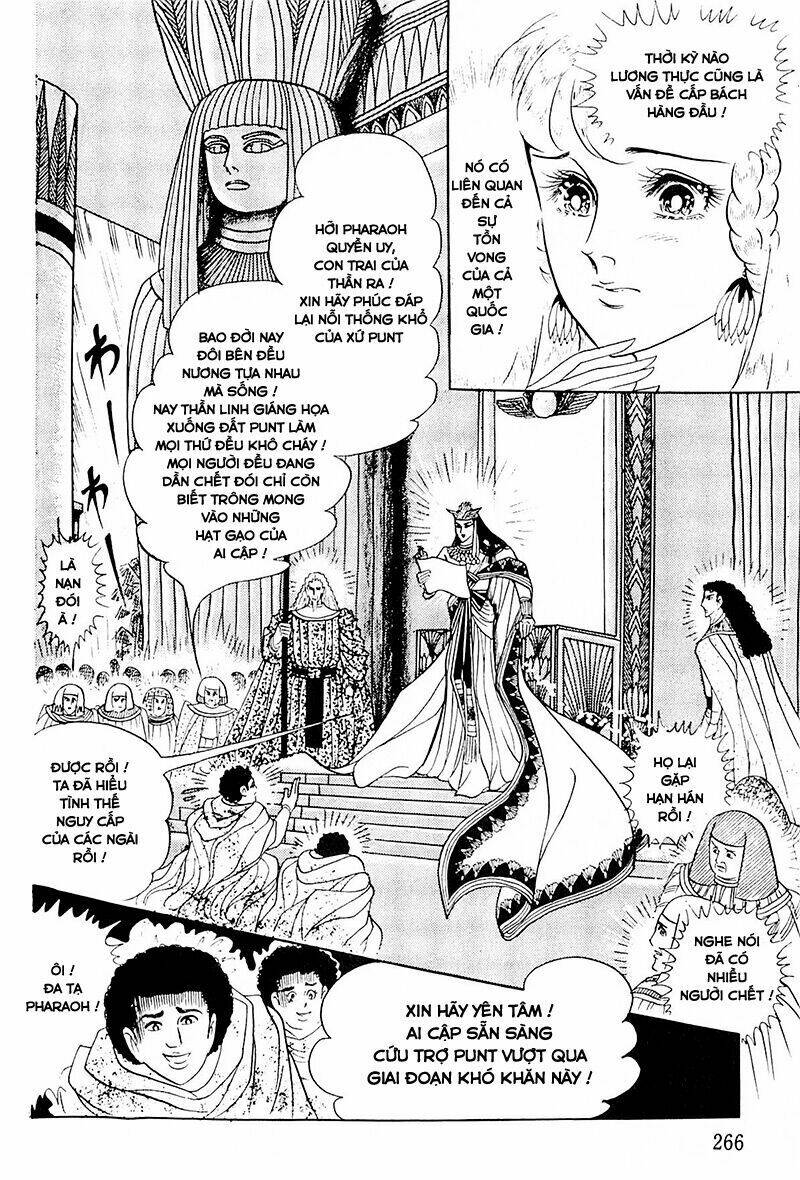 THỜI KỲ NÀO
LƯƠNG THỰC CŨNG LÀ
VẤN ĐỀ CẤP BÁCH
HÀNG ĐẦU !
NÓ CÓ
LIÊN QUAN
ĐẾN CẢ
SỰ
TỒN
VONG
CỦA CẢ
MỘT
QUỐC
GIA !
HỠI PHARAOH
QUYỀN UY,
CON TRAI CỦA
THẦN RA !
XIN HÃY PHÚC ĐÁP
LẠI NỖI THỐNG KHỔ
CỦA XỨ PUNT
BAO ĐỜI NAY
ĐÔI BÊN ĐỀU
NƯƠNG TỰA NHAU
MÀ SỐNG !
NAY THẦN LINH GIÁNG HỌA
XUỐNG ĐẤT PUNT LÀM
MỌI THỨ ĐỀU KHÔ CHÁY !
MỌI NGƯỜI ĐỀU ĐANG
DẦN CHẾT ĐÓI CHỈ CÒN
BIẾT TRÔNG MONG
VÀO NHỮNG
HẠT GẠO CỦA
AI CẬP !
わー
わー
LÀ
NẠN
ĐÓI
À !
ĐƯỢC RỒI !
TA ĐÃ HIỂU
TÌNH THẾ
NGUY CẤP
CỦA CÁC NGÀI
RỒI !
HỌ LẠI
GẶP
HẠN HÁN
RỒI !
NGHE NÓI
ĐÃ CÓ
NHIỀU
NGƯỜI CHẾT !
ÔI !
ĐA TẠ
PHARAOH !
XIN HÃY YÊN TÂM !
AI CẬP SẴN SÀNG
CỨU TRỢ PUNT VƯỢT QUA
GIAI ĐOẠN KHÓ KHĂN NÀY !
266